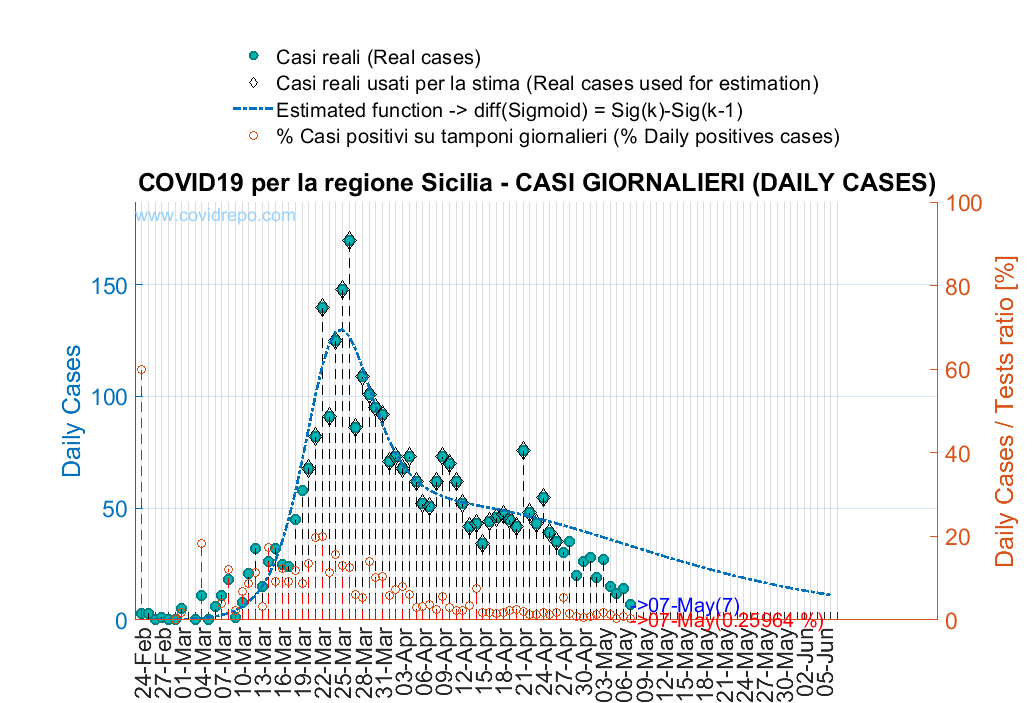 Casi reali (Real cases)
Casi reali usati per la stima (Real cases used for estimation)
Estimated function -> diff(Sigmoid) = Sig(k)-Sig(k-1)
% Casi positivi su tamponi giornalieri (% Daily positives cases)
COVID19 per la regione Sicilia - CASI GIORNALIERI (DAILY CASES)
www.covidrepo.com
Daily Cases
150
100
50
0
100
80
60
40
20
0
Daily Cases / Tests ratio [%]
->07-May(7)
->07-May(0.25964 %)
24-Feb
27-Feb
01-Mar
04-Mar
07-Mar
10-Mar
13-Mar
16-Mar
19-Mar
22-Mar
25-Mar
28-Mar
31-Mar
03-Apr
06-Apr
09-Apr
12-Apr
15-Apr
18-Apr
21-Apr
24-Apr
27-Apr
30-Apr
03-May
06-May
09-May
12-May
15-May
18-May
21-May
24-May
27-May
30-May
02-Jun
05-Jun